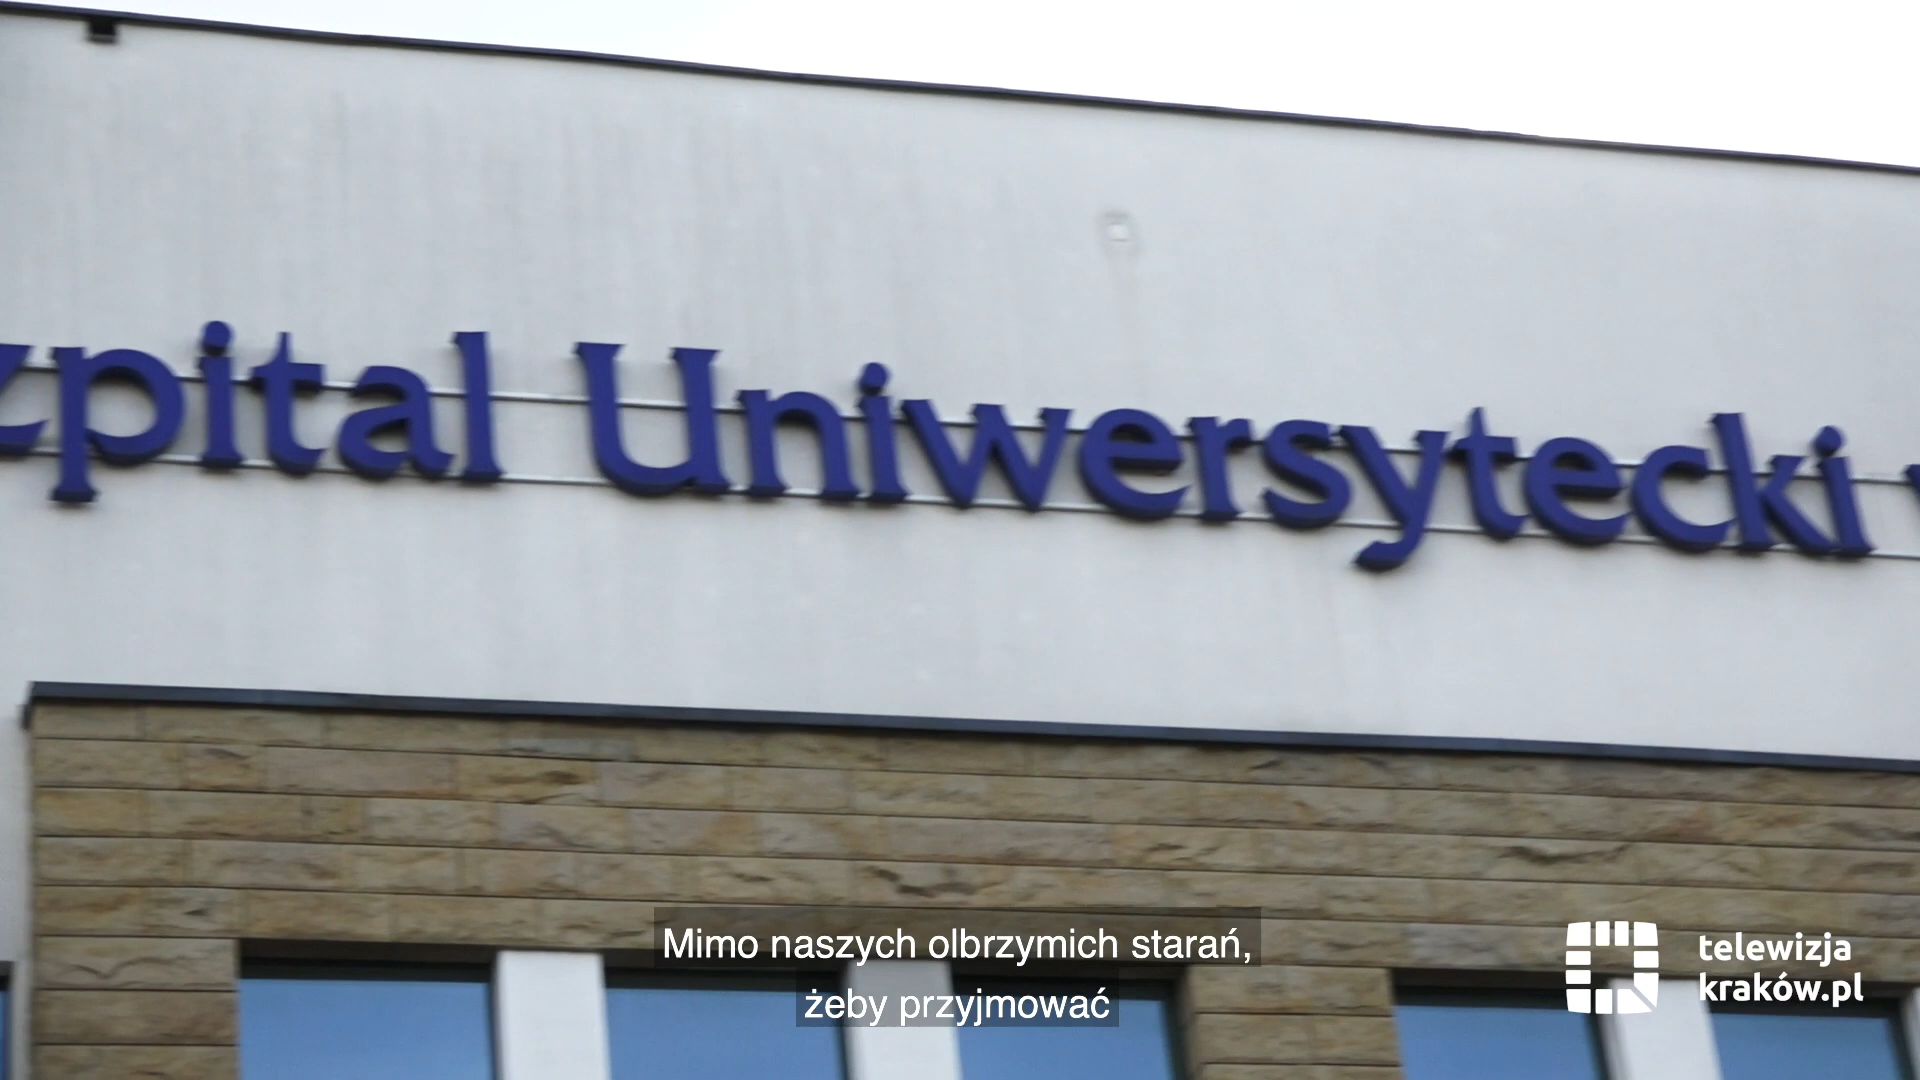 zpital Uniwersytecki
Mimo naszych olbrzymich starań,
żeby przyjmować
telewizja
kraków.pl